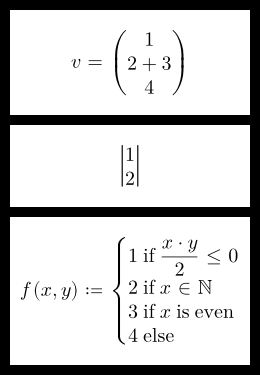 v = (1
2 + 3
4)
|1
2|
f(x, y) := {1 if x · y / 2 ≤ 0
2 if x ∈ ℕ
3 if x is even
4 else